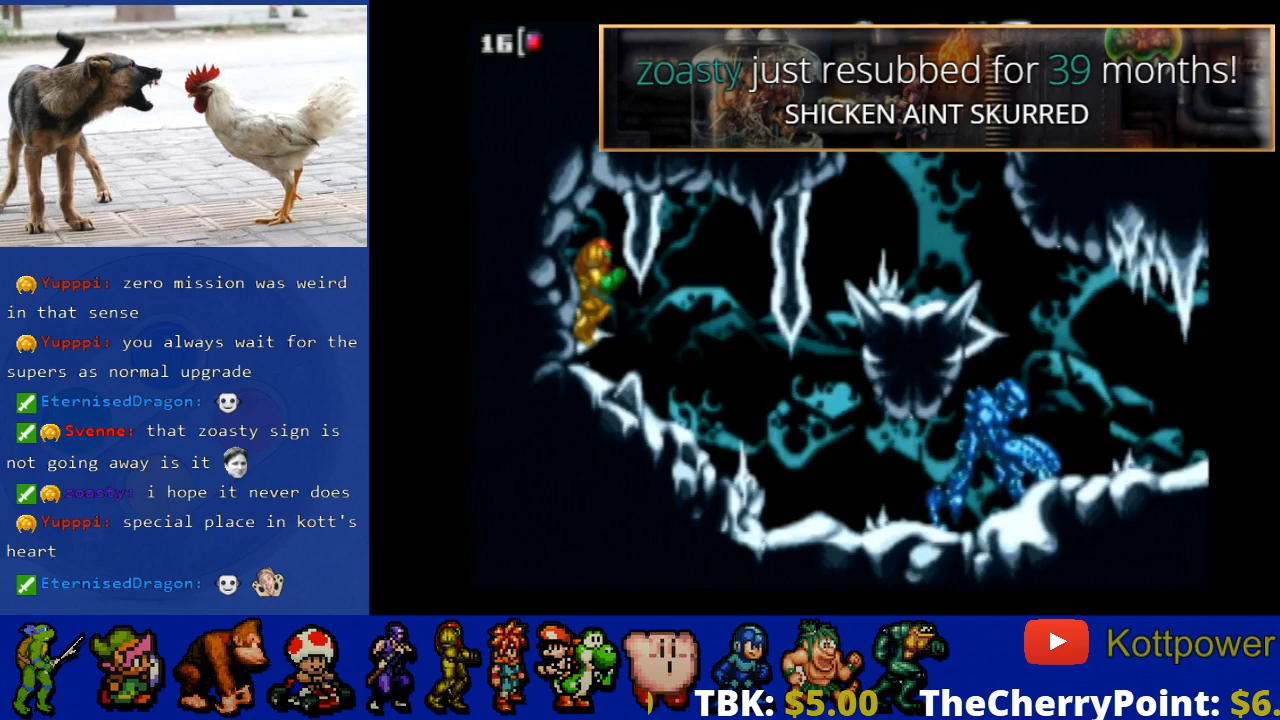 16[
zoasty just resubbed for 39 months!
SHICKEN AINT SKURRED
Yupppi: zero mission was weird
in that sense
Yupppi: you always wait for the
supers as normal upgrade
EternisedDragon:
Svenne: that zoasty sign is
not going away is it
zoasty: i hope it never does
Yupppi: special place in kott's
heart
EternisedDragon:
Kottpower
TBK: $5.00 TheCherryPoint: $6.